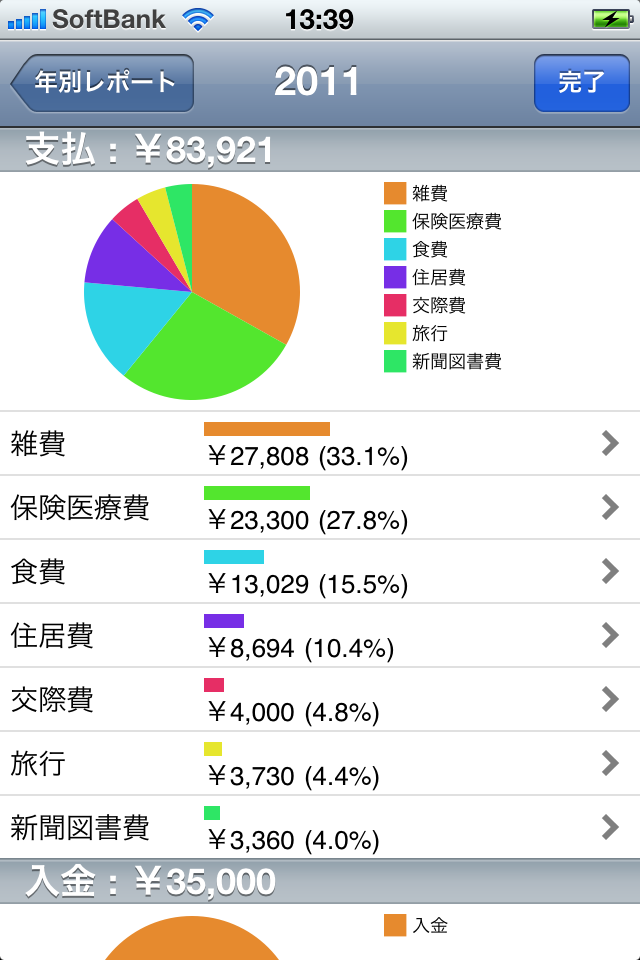 SoftBank 13:39
年別レポート 2011 完了
支払：￥83,921
雑費
保険医療費
食費
住居費
交際費
旅行
新聞図書費
雑費 ￥27,808 (33.1%)
保険医療費 ￥23,300 (27.8%)
食費 ￥13,029 (15.5%)
住居費 ￥8,694 (10.4%)
交際費 ￥4,000 (4.8%)
旅行 ￥3,730 (4.4%)
新聞図書費 ￥3,360 (4.0%)
入金：￥35,000
入金